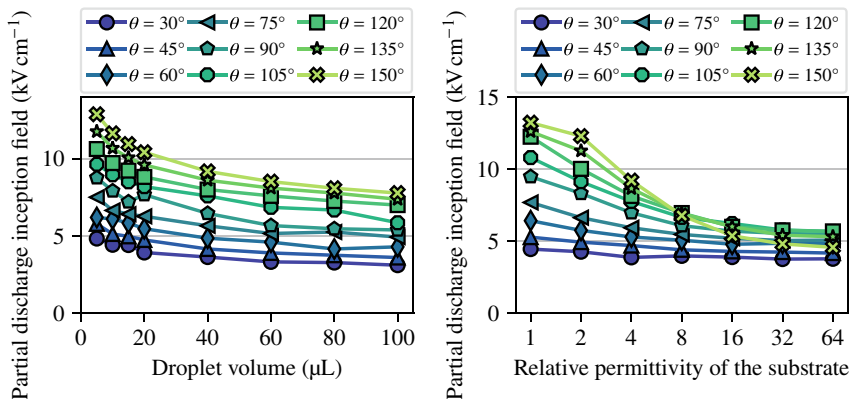 θ = 30° θ = 75° θ = 120°
θ = 45° θ = 90° θ = 135°
θ = 60° θ = 105° θ = 150°
Partial discharge inception field (kV cm⁻¹)
10
5
0
0 20 40 60 80 100
Droplet volume (μL)
θ = 30° θ = 75° θ = 120°
θ = 45° θ = 90° θ = 135°
θ = 60° θ = 105° θ = 150°
Partial discharge inception field (kV cm⁻¹)
15
10
5
0
1 2 4 8 16 32 64
Relative permittivity of the substrate